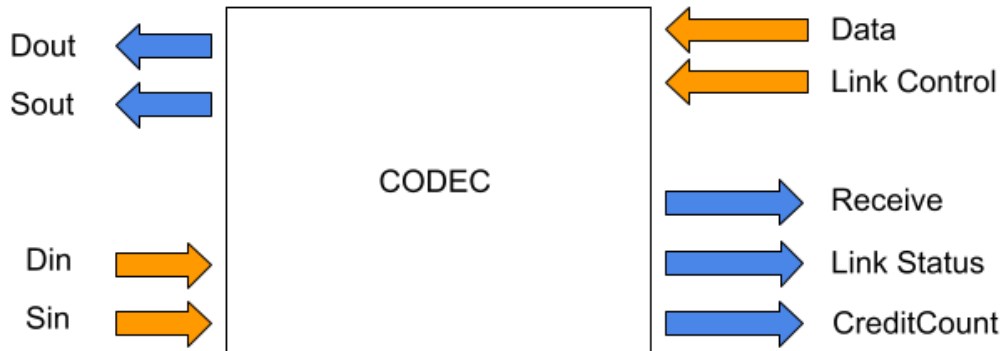 Dout
Sout
Din
Sin
CODEC
Data
Link Control
Receive
Link Status
CreditCount